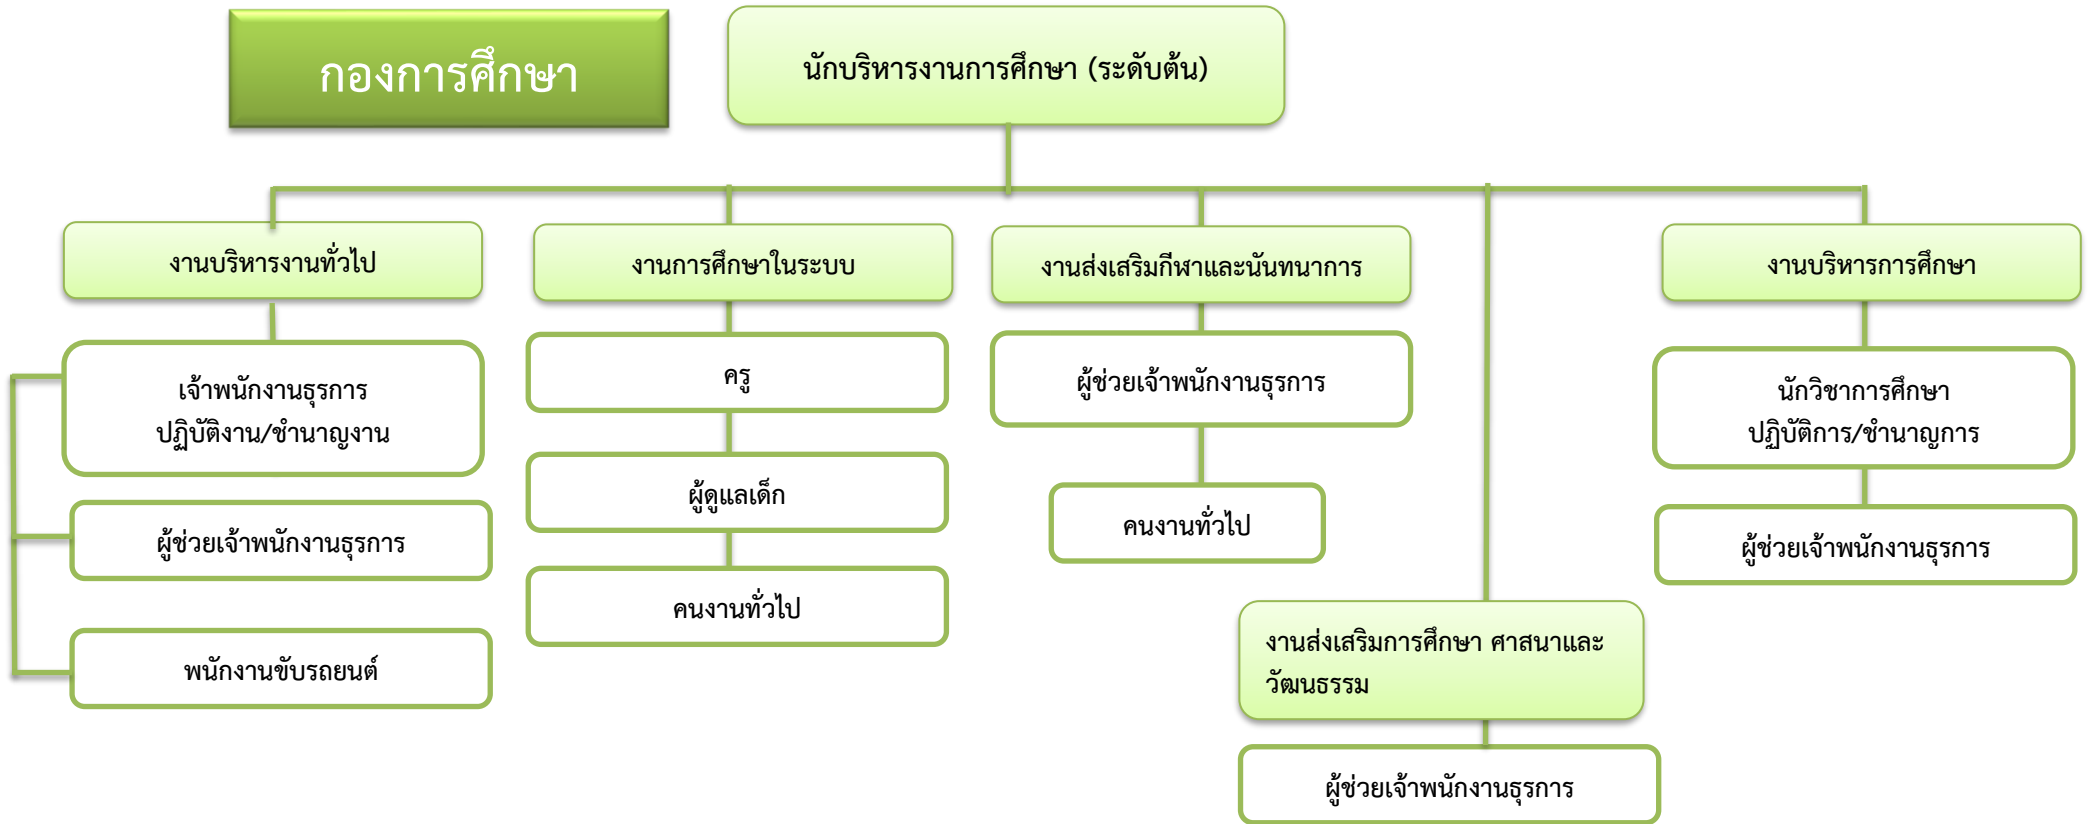 กองการศึกษา
นักบริหารงานการศึกษา (ระดับต้น)
งานบริหารงานทั่วไป
เจ้าพนักงานธุรการ
ปฏิบัติงาน/ชำนาญงาน
ผู้ช่วยเจ้าพนักงานธุรการ
พนักงานขับรถยนต์
งานการศึกษาในระบบ
ครู
ผู้ดูแลเด็ก
คนงานทั่วไป
งานส่งเสริมกีฬาและนันทนาการ
ผู้ช่วยเจ้าพนักงานธุรการ
คนงานทั่วไป
งานส่งเสริมการศึกษา ศาสนาและ
วัฒนธรรม
ผู้ช่วยเจ้าพนักงานธุรการ
งานบริหารการศึกษา
นักวิชาการศึกษา
ปฏิบัติการ/ชำนาญการ
ผู้ช่วยเจ้าพนักงานธุรการ